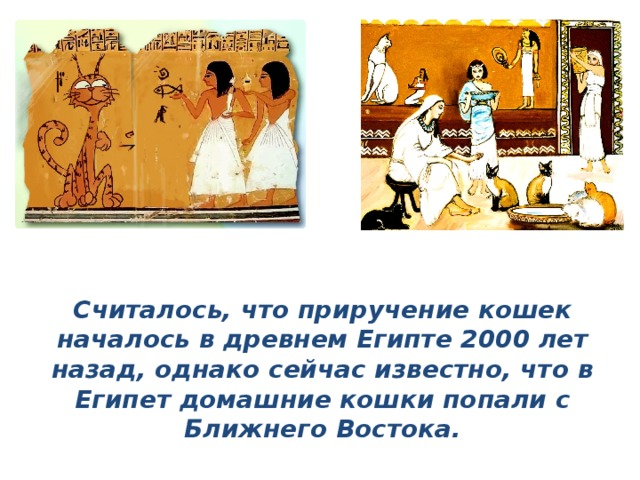 Считалось, что приручение кошек
началось в древнем Египте 2000 лет
назад, однако сейчас известно, что в
Египет домашние кошки попали с
Ближнего Востока.